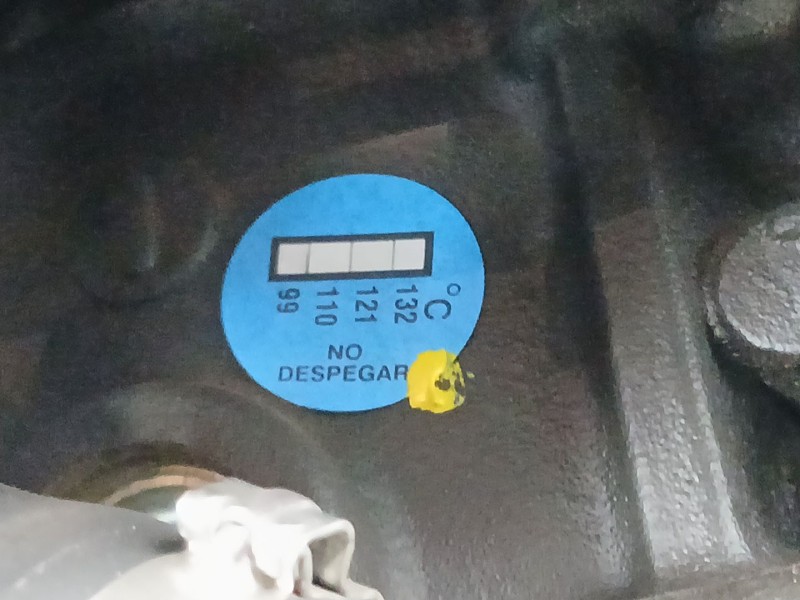 °C
99 110 121 132
NO
DESPEGAR